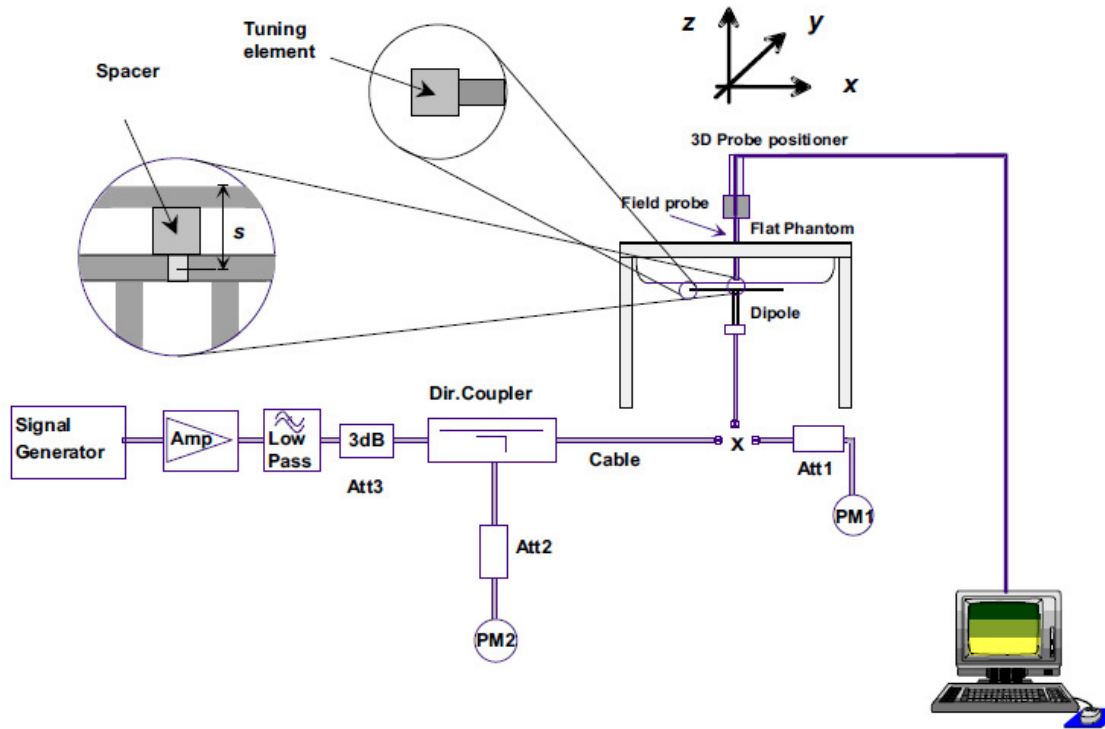 Tuning
element
Spacer
s
z
y
x
3D Probe positioner
Field probe
Flat Phantom
Dipole
Dir.Coupler
Signal
Generator
Amp
Low
Pass
3dB
Att3
Cable
x
Att1
PM1
Att2
PM2